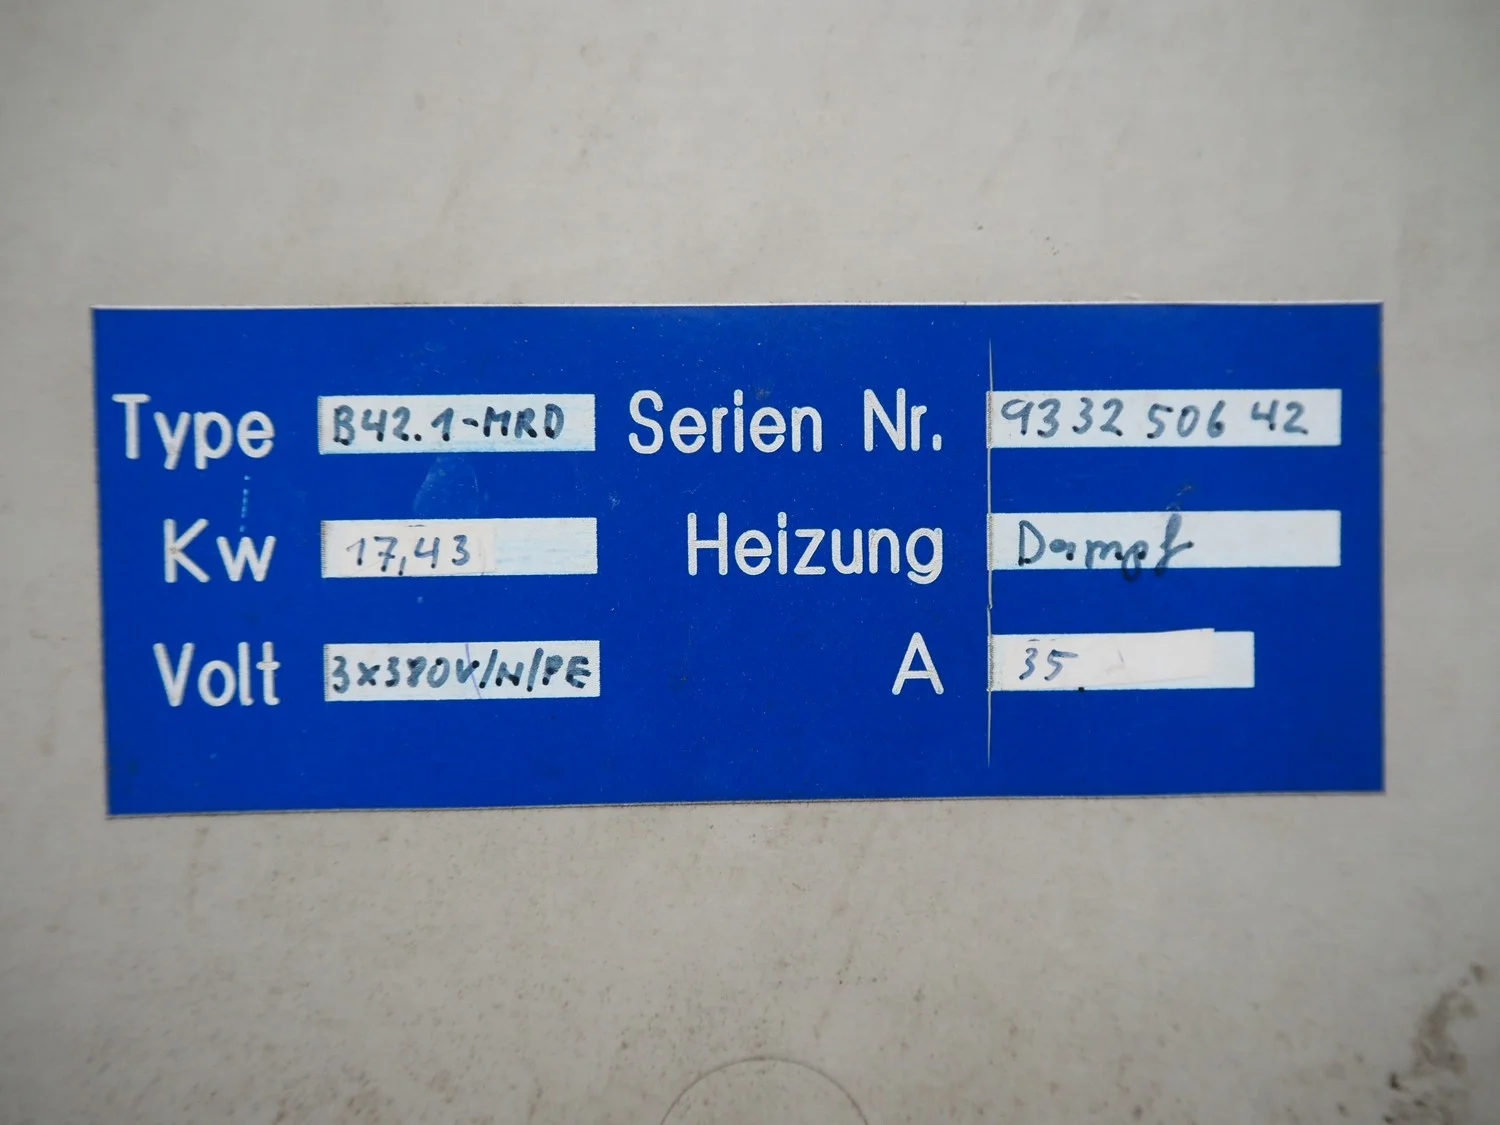 Type B42.1-MRD Serien Nr. 9332 506 42
Kw 17,43 Heizung Dampf
Volt 3x380V/N/PE A 35